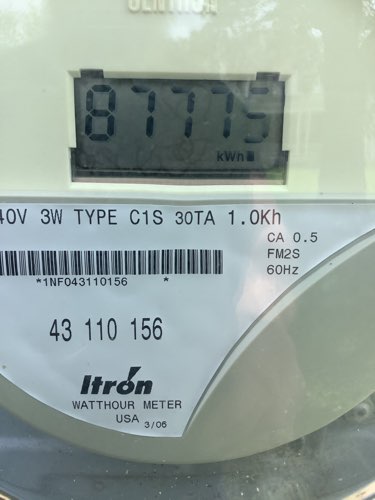 CENTRON
87775
kWh
40V 3W TYPE C1S 30TA 1.0Kh
CA 0.5
FM2S
60Hz
*1NF043110156 *
43 110 156
Itron
WATTHOUR METER
USA 3/06